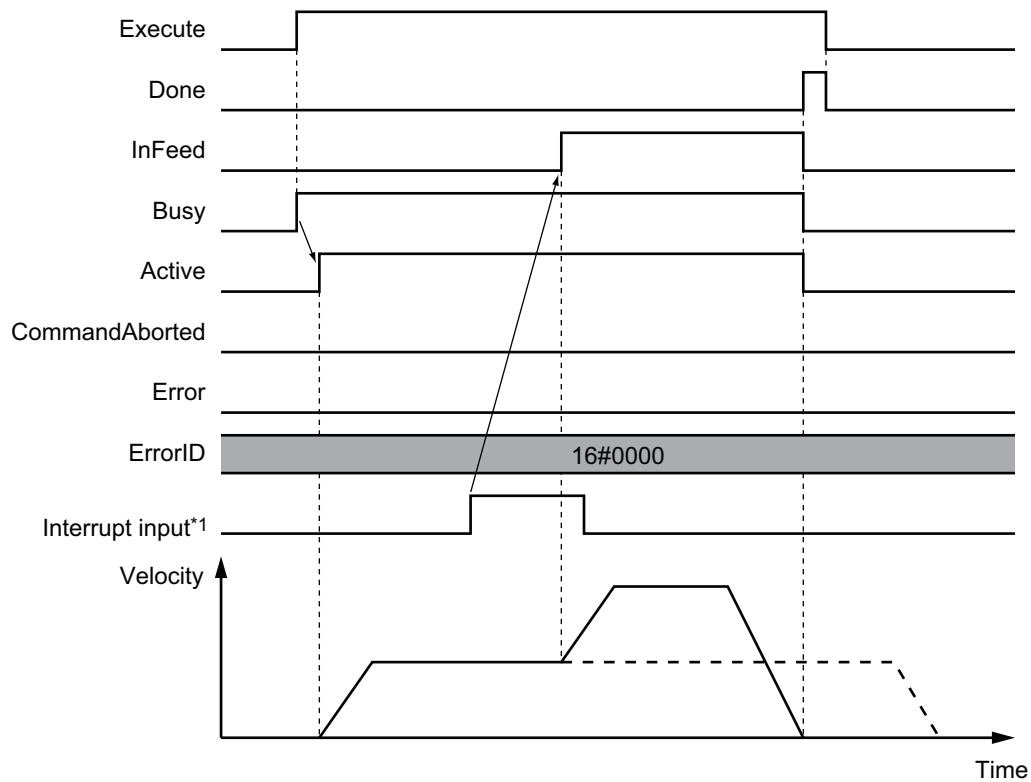 Execute
Done
InFeed
Busy
Active
CommandAborted
Error
ErrorID
16#0000
Interrupt input*1
Velocity
Time